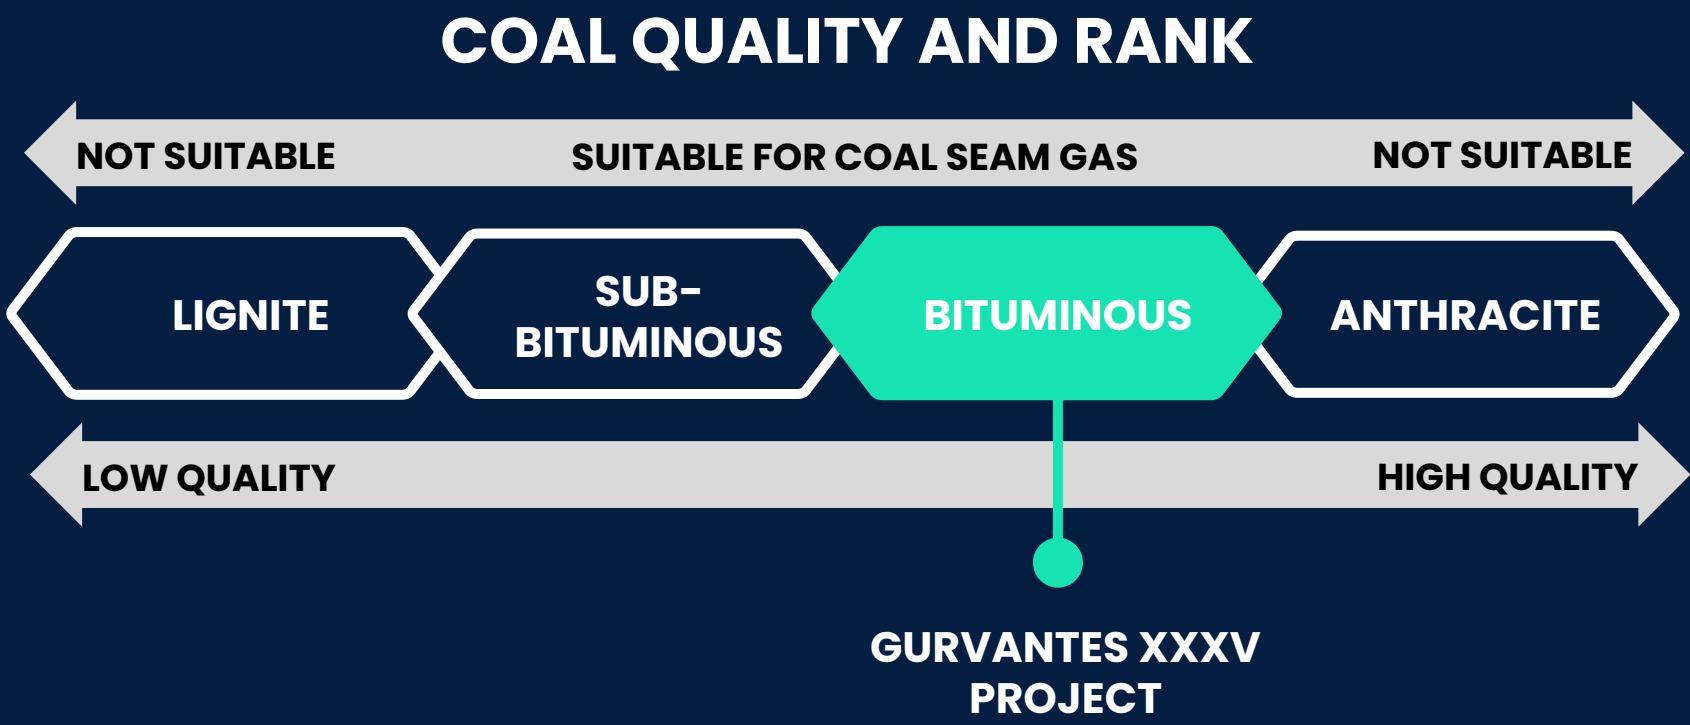 COAL QUALITY AND RANK
NOT SUITABLE
SUITABLE FOR COAL SEAM GAS
NOT SUITABLE
LIGNITE
SUB-
BITUMINOUS
BITUMINOUS
ANTHRACITE
LOW QUALITY
HIGH QUALITY
GURVANTES XXXV
PROJECT